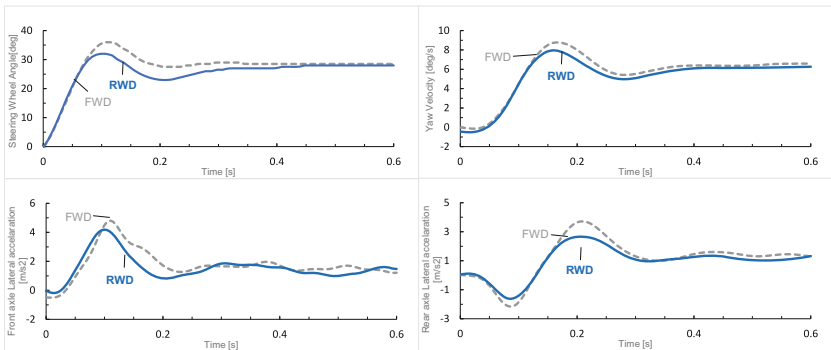 Steering Wheel Angle[deg]
40
30
20
10
0
0
0.2
0.4
0.6
Time [s]
FWD
RWD
Yaw Velocity [deg/s]
10
8
6
4
2
0
-2
0
0.2
0.4
0.6
Time [s]
FWD
RWD
Front axle Lateral accelaration
[m/s2]
6
4
2
0
-2
0
0.2
0.4
0.6
Time [s]
FWD
RWD
Rear axle Lateral accelaration
[m/s2]
5
3
1
-1
-3
0
0.2
0.4
0.6
Time [s]
FWD
RWD